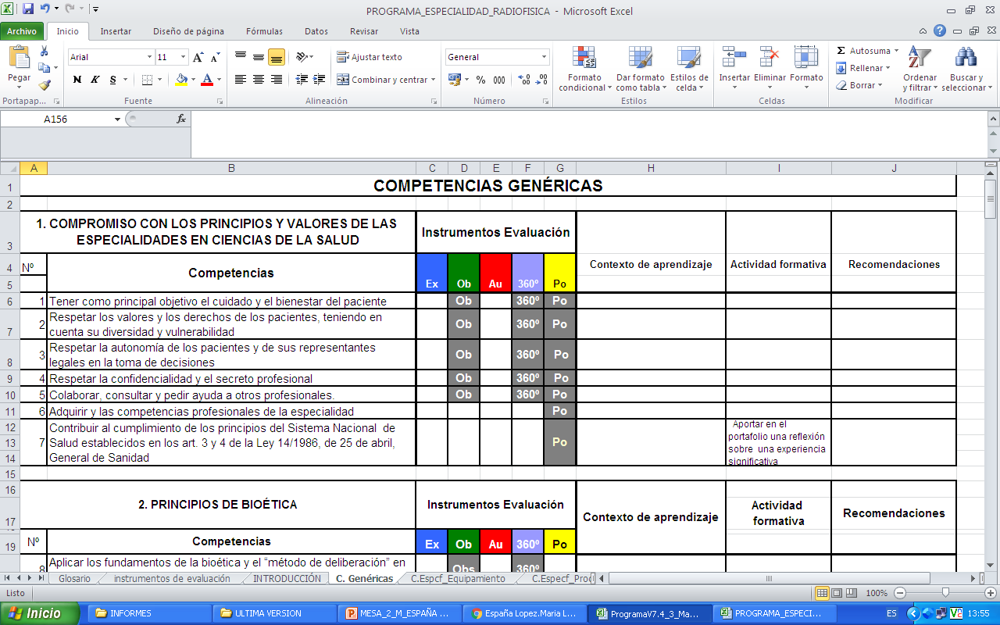 PROGRAMA_ESPECIALIDAD_RADIOFISICA - Microsoft Excel
Archivo Inicio Insertar Diseño de página Fórmulas Datos Revisar Vista
Pegar
Portapap...
Arial 11
N K S
Fuente
Ajustar texto
Combinar y centrar
Alineación
General
% 000
Número
Formato condicional
Dar formato como tabla
Estilos de celda
Estilos
Insertar Eliminar Formato
Celdas
Σ Autosuma
Rellenar
Borrar
Ordenar y filtrar
Buscar y seleccionar
Modificar
A156 fx
A B C D E F G H I J
1 COMPETENCIAS GENÉRICAS
2
3 1. COMPROMISO CON LOS PRINCIPIOS Y VALORES DE LAS
ESPECIALIDADES EN CIENCIAS DE LA SALUD
Instrumentos Evaluación
4 Nº Competencias Contexto de aprendizaje Actividad formativa Recomendaciones
5 Ex Ob Au 360º Po
6 1 Tener como principal objetivo el cuidado y el bienestar del paciente Ob 360º Po
7 2 Respetar los valores y los derechos de los pacientes, teniendo en
cuenta su diversidad y vulnerabilidad Ob 360º Po
8 3 Respetar la autonomía de los pacientes y de sus representantes
legales en la toma de decisiones Ob 360º Po
9 4 Respetar la confidencialidad y el secreto profesional Ob 360º Po
10 5 Colaborar, consultar y pedir ayuda a otros profesionales. Ob 360º Po
11 6 Adquirir y las competencias profesionales de la especialidad Po
12 Contribuir al cumplimiento de los principios del Sistema Nacional de
13 7 Salud establecidos en los art. 3 y 4 de la Ley 14/1986, de 25 de abril,
14 General de Sanidad
Po
Aportar en el
portafolio una reflexión
sobre una experiencia
significativa
15
16
17 2. PRINCIPIOS DE BIOÉTICA Instrumentos Evaluación Contexto de aprendizaje Actividad
formativa Recomendaciones
19 Nº Competencias Ex Ob Au 360º Po
8 Aplicar los fundamentos de la bioética y el “método de deliberación” en Obs 360º
Glosario instrumentos de evaluación INTRODUCCIÓN C. Genéricas C.Espcf_Equipamiento C.Especf_Pro
Listo 100%
Inicio INFORMES ULTIMA VERSION MESA_2_M_ESPAÑA ... España Lopez.Maria L... ProgramaV7.4_3_Ma... PROGRAMA_ESPECI... ES 13:55